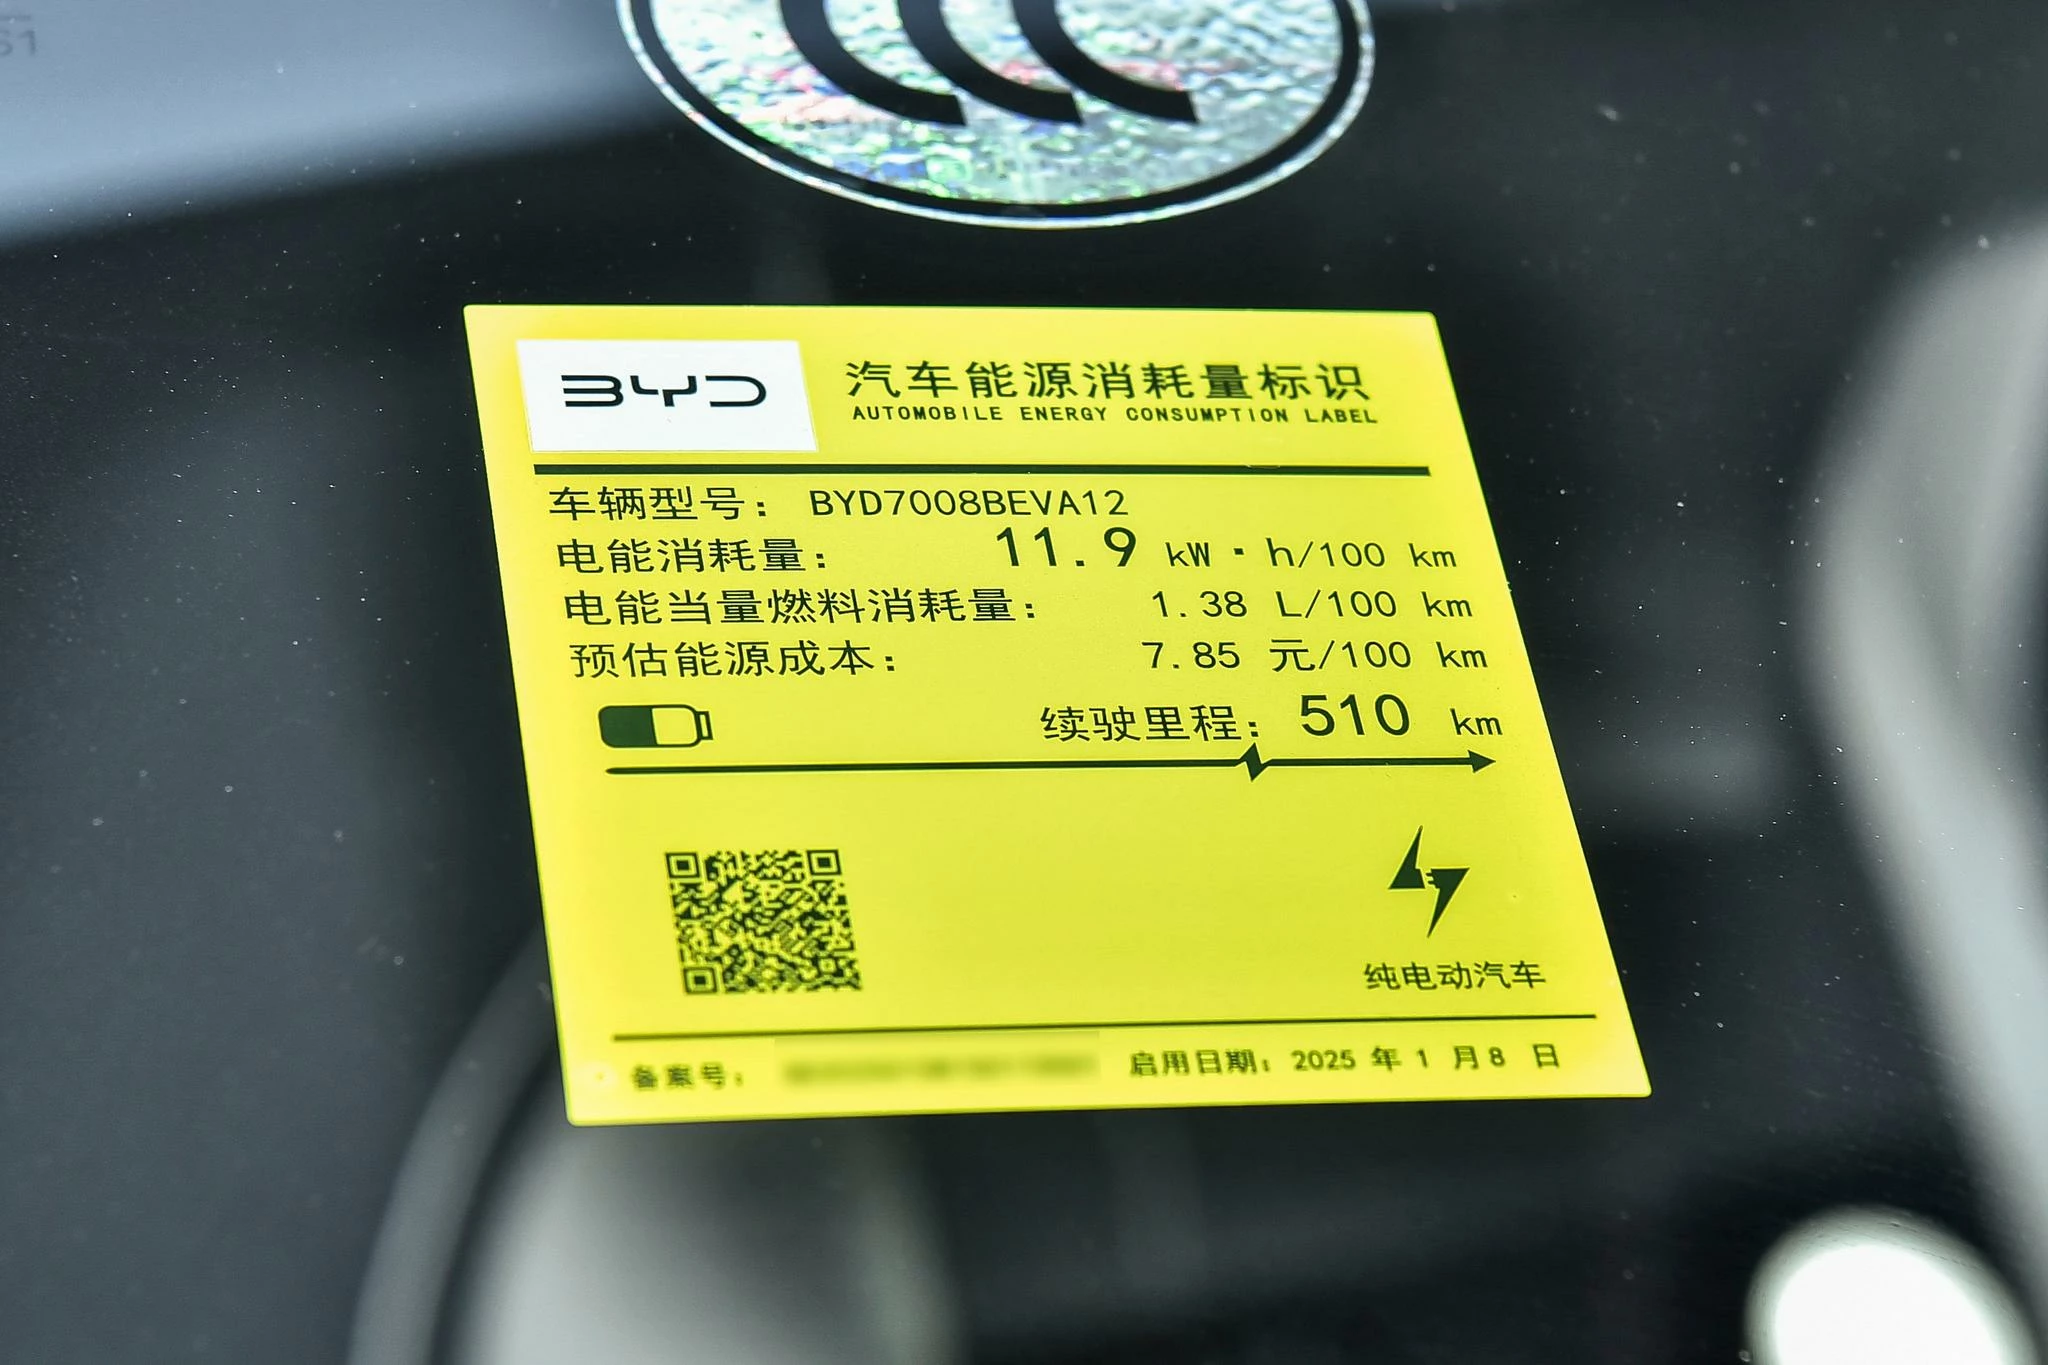 51
CCC
BYD
汽车能源消耗量标识
AUTOMOBILE ENERGY CONSUMPTION LABEL
车辆型号: BYD7008BEVA12
电能消耗量: 11.9 kW·h/100 km
电能当量燃料消耗量: 1.38 L/100 km
预估能源成本: 7.85 元/100 km
续驶里程: 510 km
纯电动汽车
备案号: 启用日期: 2025 年 1 月 8 日